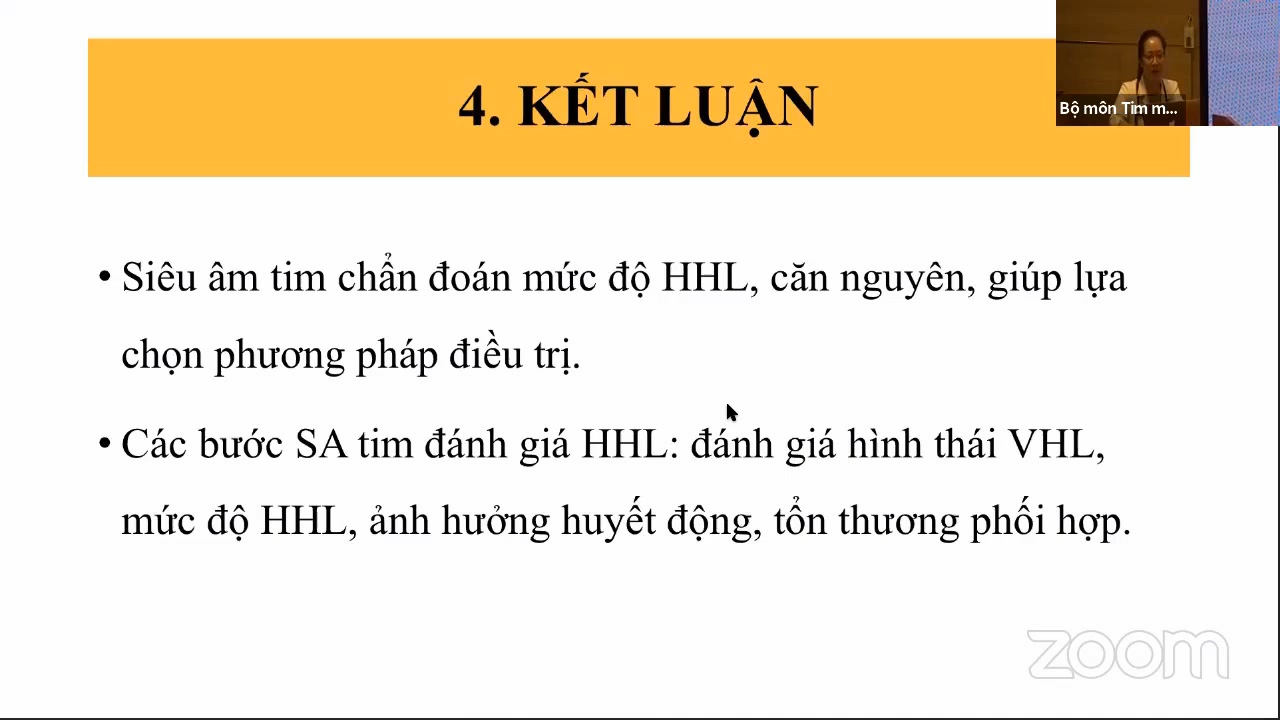 4. KẾT LUẬN
Bộ môn Tim m...
• Siêu âm tim chẩn đoán mức độ HHL, căn nguyên, giúp lựa
chọn phương pháp điều trị.
• Các bước SA tim đánh giá HHL: đánh giá hình thái VHL,
mức độ HHL, ảnh hưởng huyết động, tổn thương phối hợp.
zoom